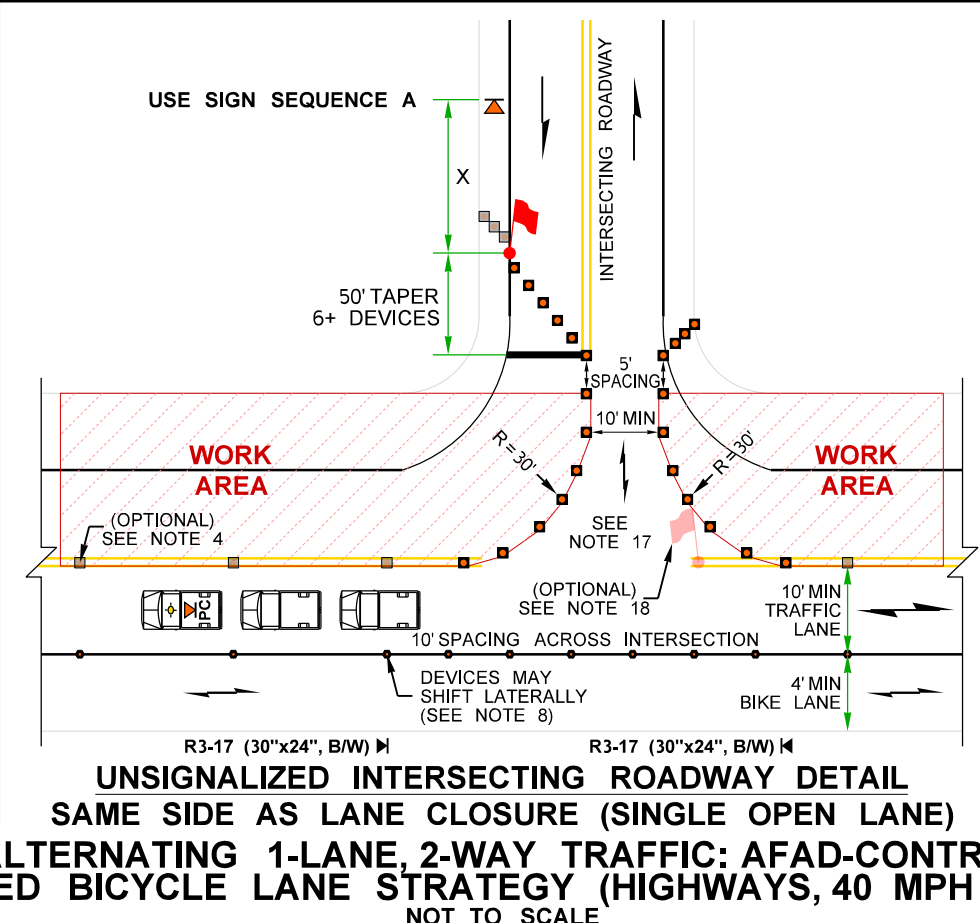 USE SIGN SEQUENCE A
X
INTERSECTING ROADWAY
50' TAPER
6+ DEVICES
5'
SPACING
10' MIN
R = 30'
R = 30'
WORK
AREA
WORK
AREA
(OPTIONAL)
SEE NOTE 4
SEE
NOTE 17
(OPTIONAL)
SEE NOTE 18
10' MIN
TRAFFIC
LANE
PC
10' SPACING ACROSS INTERSECTION
DEVICES MAY
SHIFT LATERALLY
(SEE NOTE 8)
4' MIN
BIKE LANE
R3-17 (30"x24", B/W)
R3-17 (30"x24", B/W)
UNSIGNALIZED INTERSECTING ROADWAY DETAIL
SAME SIDE AS LANE CLOSURE (SINGLE OPEN LANE)
ALTERNATING 1-LANE, 2-WAY TRAFFIC: AFAD-CONTR
ED BICYCLE LANE STRATEGY (HIGHWAYS, 40 MPH
NOT TO SCALE